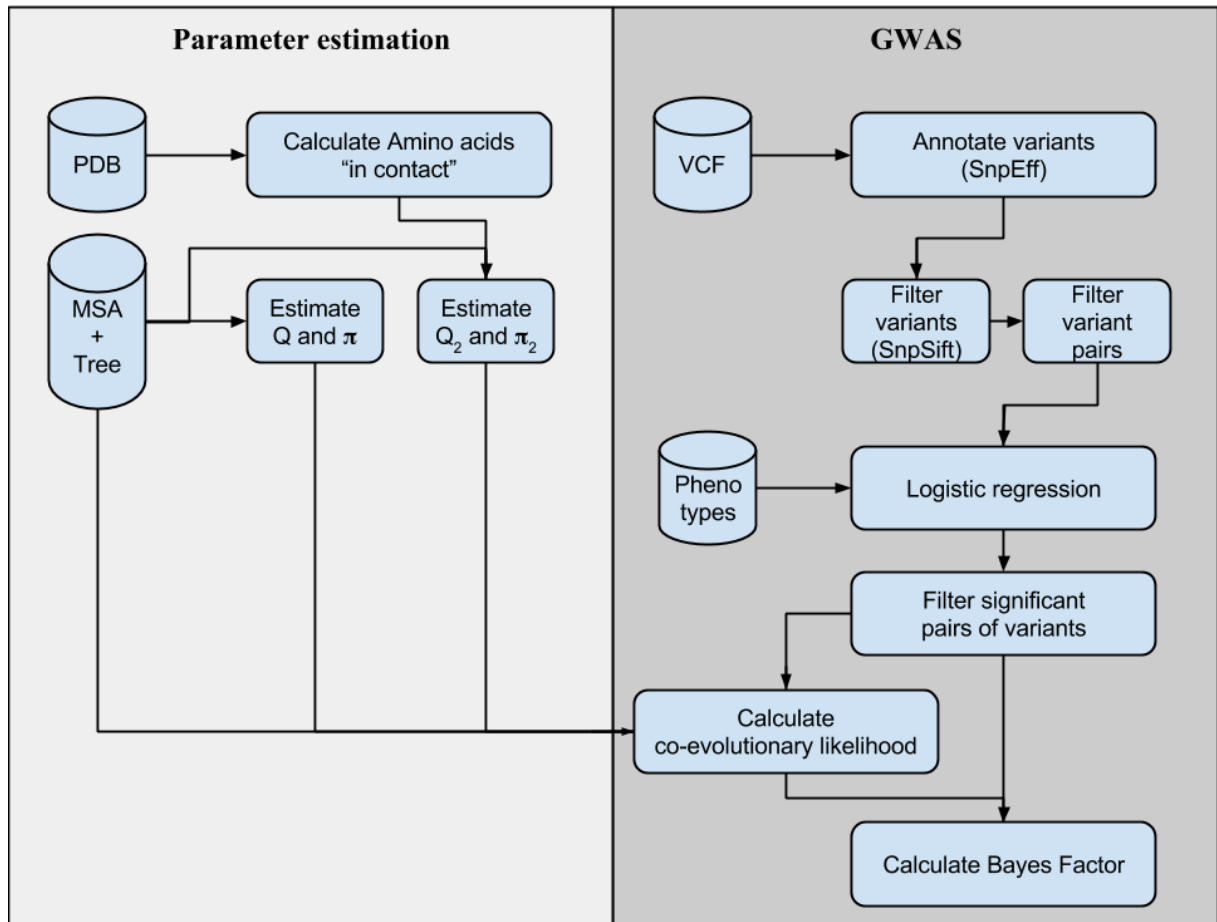 Parameter estimation
PDB
Calculate Amino acids
“in contact”
MSA
+
Tree
Estimate
Q and π
Estimate
Q₂ and π₂
GWAS
VCF
Annotate variants
(SnpEff)
Filter
variants
(SnpSift)
Filter
variant
pairs
Pheno
types
Logistic regression
Filter significant
pairs of variants
Calculate
co-evolutionary likelihood
Calculate Bayes Factor